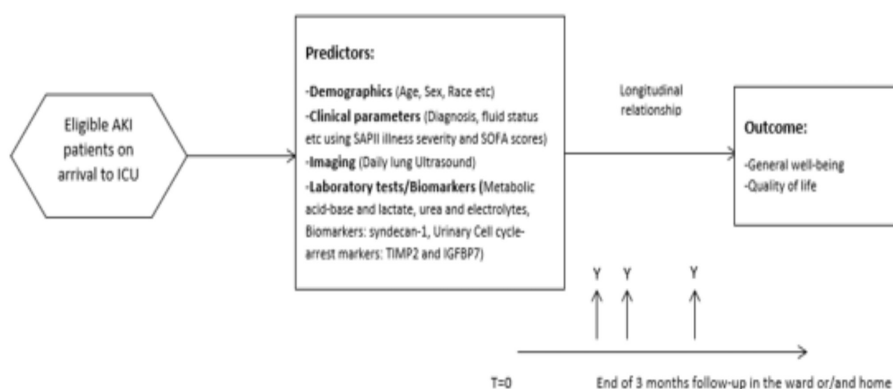 Eligible AKI
patients on
arrival to ICU
Predictors:
-Demographics (Age, Sex, Race etc)
-Clinical parameters (Diagnosis, fluid status
etc using SAPII illness severity and SOFA scores)
-Imaging (Daily lung Ultrasound)
-Laboratory tests/Biomarkers (Metabolic
acid-base and lactate, urea and electrolytes,
Biomarkers: syndecan-1, Urinary Cell cycle-
arrest markers: TIMP2 and IGFBP7)
Longitudinal
relationship
Outcome:
-General well-being
-Quality of life
Y Y Y
T=0 End of 3 months follow-up in the ward or/and home